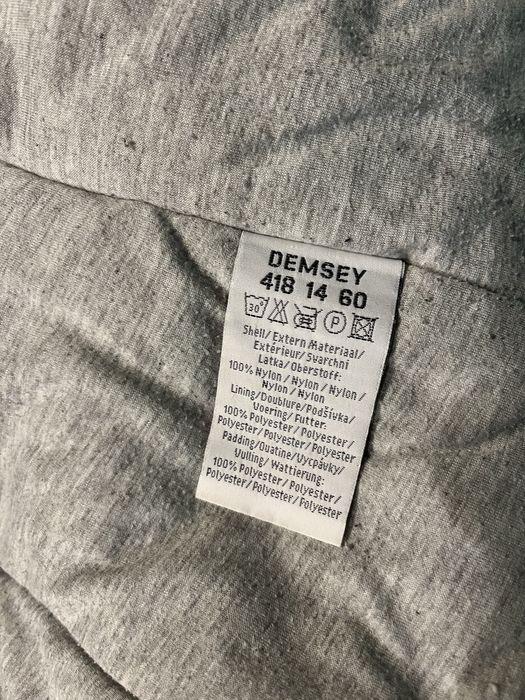 DEMSEY
418 14 60
30° P
Shell/Extern Materiaal/
Extérieur/Svarchní
Latka/Oberstoff:
100% Nylon/Nylon/Nylon/
Nylon/Nylon
Lining/Doublure/Podšívka/
Voering/Futter:
100% Polyester/Polyester/
Polyester/Polyester/Polyester
Padding/Ouatine/Vycpávky/
Vulling/Wattierung:
100% Polyester/Polyester/
Polyester/Polyester/Polyester